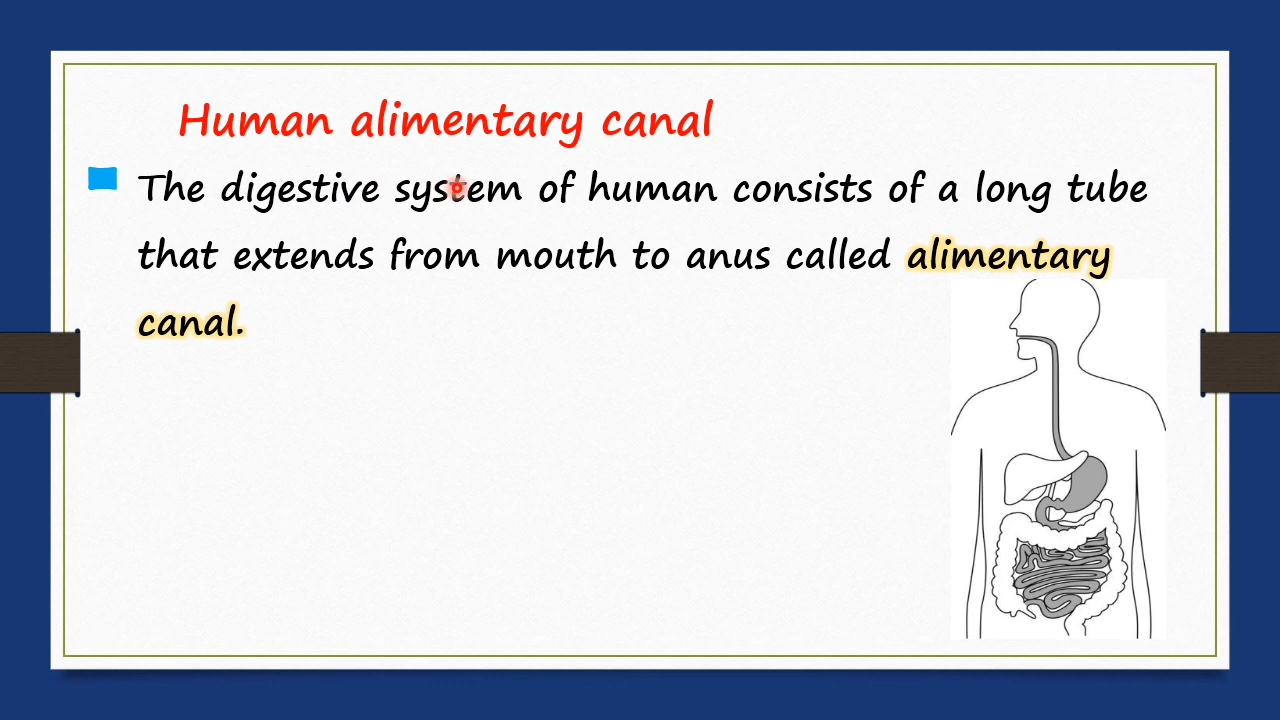 Human alimentary canal
The digestive system of human consists of a long tube
that extends from mouth to anus called alimentary
canal.